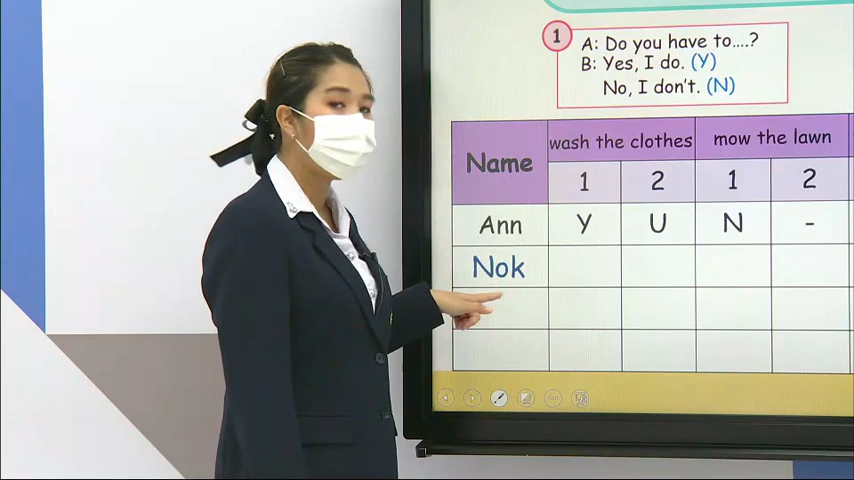 1
A: Do you have to....?
B: Yes, I do. (Y)
No, I don't. (N)
Name wash the clothes mow the lawn
1 2 1 2
Ann Y U N -
Nok